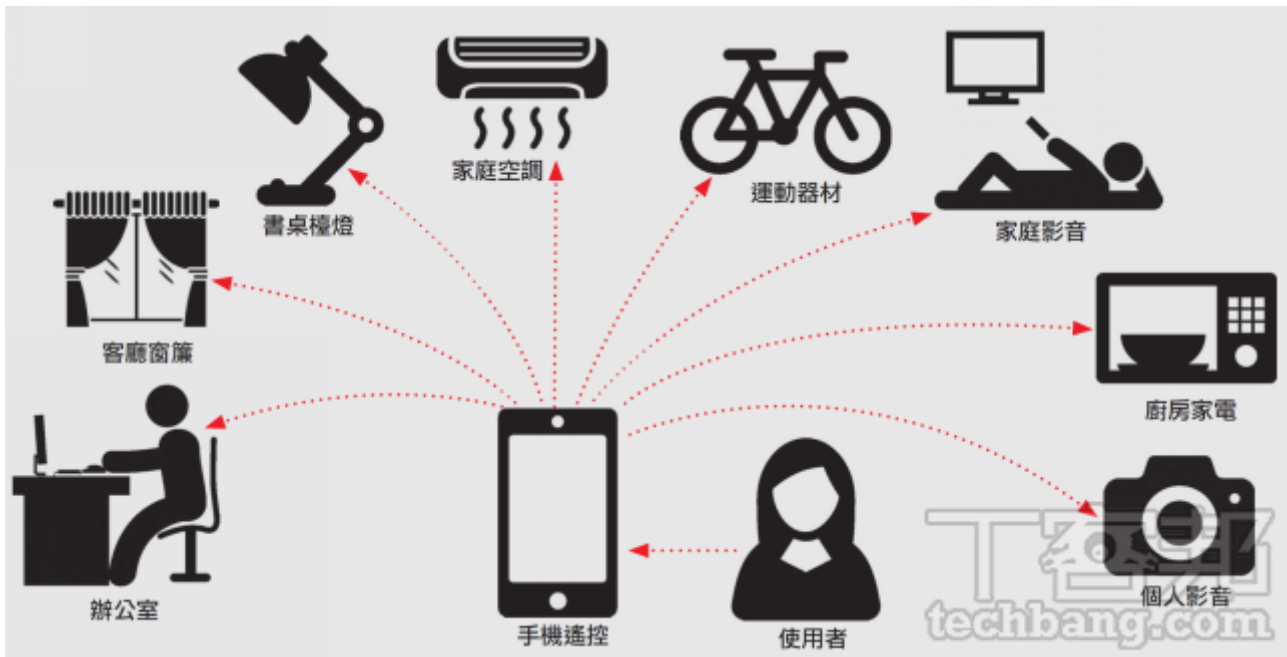 家庭空調
運動器材
書桌檯燈
家庭影音
客廳窗簾
廚房家電
個人影音
辦公室
手機遙控
使用者
T客邦
techbang.com